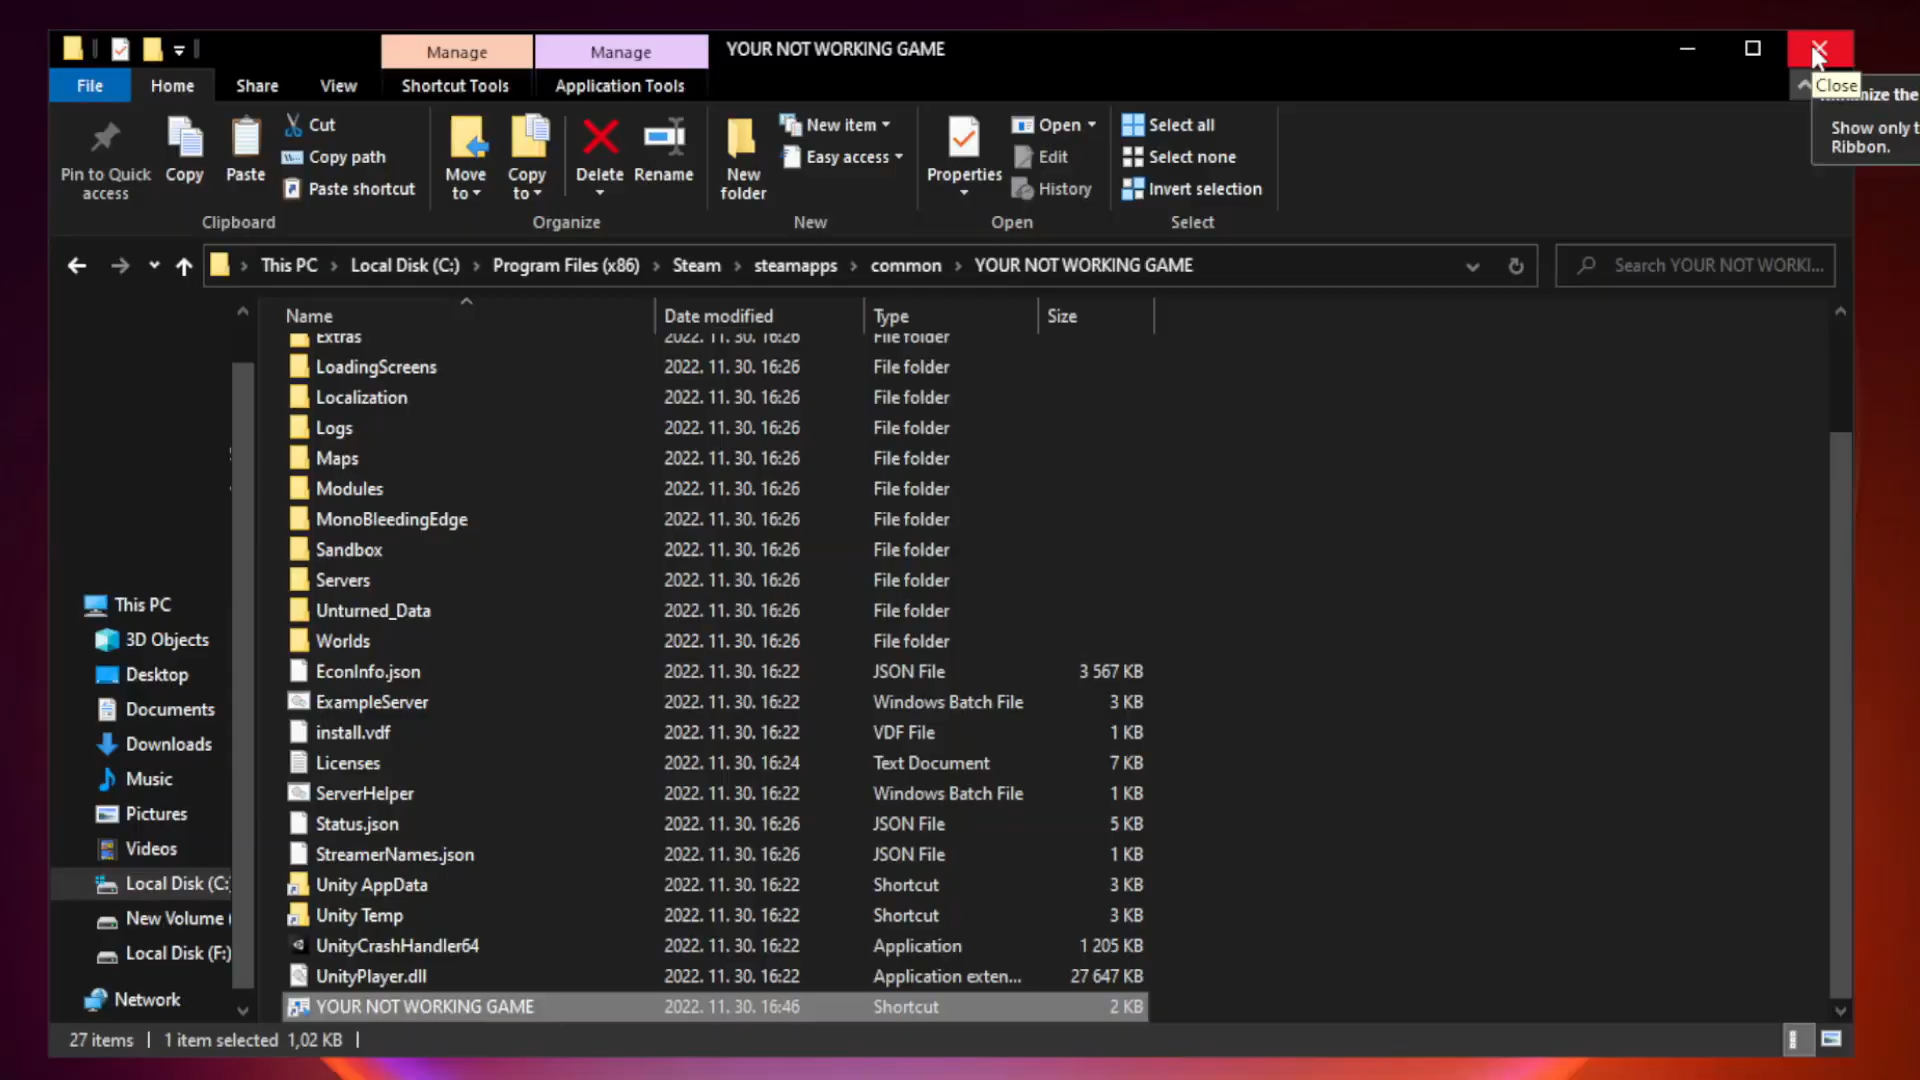 Manage
Manage
YOUR NOT WORKING GAME
Close
File
Home
Share
View
Shortcut Tools
Application Tools
Show only t
Ribbon.
Pin to Quick
access
Copy
Paste
Cut
Copy path
Paste shortcut
Clipboard
Move
to
Copy
to
Delete
Rename
Organize
New
folder
New item
Easy access
New
Properties
Open
Edit
History
Open
Select all
Select none
Invert selection
Select
This PC
Local Disk (C:)
Program Files (x86)
Steam
steamapps
common
YOUR NOT WORKING GAME
Search YOUR NOT WORKI...
Name Date modified Type Size
Extras 2022. 11. 30. 16:26 File folder
LoadingScreens 2022. 11. 30. 16:26 File folder
Localization 2022. 11. 30. 16:26 File folder
Logs 2022. 11. 30. 16:26 File folder
Maps 2022. 11. 30. 16:26 File folder
Modules 2022. 11. 30. 16:26 File folder
MonoBleedingEdge 2022. 11. 30. 16:26 File folder
Sandbox 2022. 11. 30. 16:26 File folder
Servers 2022. 11. 30. 16:26 File folder
Unturned_Data 2022. 11. 30. 16:26 File folder
Worlds 2022. 11. 30. 16:26 File folder
EconInfo.json 2022. 11. 30. 16:22 JSON File 3 567 KB
ExampleServer 2022. 11. 30. 16:22 Windows Batch File 3 KB
install.vdf 2022. 11. 30. 16:22 VDF File 1 KB
Licenses 2022. 11. 30. 16:24 Text Document 7 KB
ServerHelper 2022. 11. 30. 16:22 Windows Batch File 1 KB
Status.json 2022. 11. 30. 16:26 JSON File 5 KB
StreamerNames.json 2022. 11. 30. 16:26 JSON File 1 KB
Unity AppData 2022. 11. 30. 16:22 Shortcut 3 KB
Unity Temp 2022. 11. 30. 16:22 Shortcut 3 KB
UnityCrashHandler64 2022. 11. 30. 16:22 Application 1 205 KB
UnityPlayer.dll 2022. 11. 30. 16:22 Application exten... 27 647 KB
YOUR NOT WORKING GAME 2022. 11. 30. 16:46 Shortcut 2 KB
This PC
3D Objects
Desktop
Documents
Downloads
Music
Pictures
Videos
Local Disk (C:
New Volume (
Local Disk (F:)
Network
27 items
1 item selected 1,02 KB